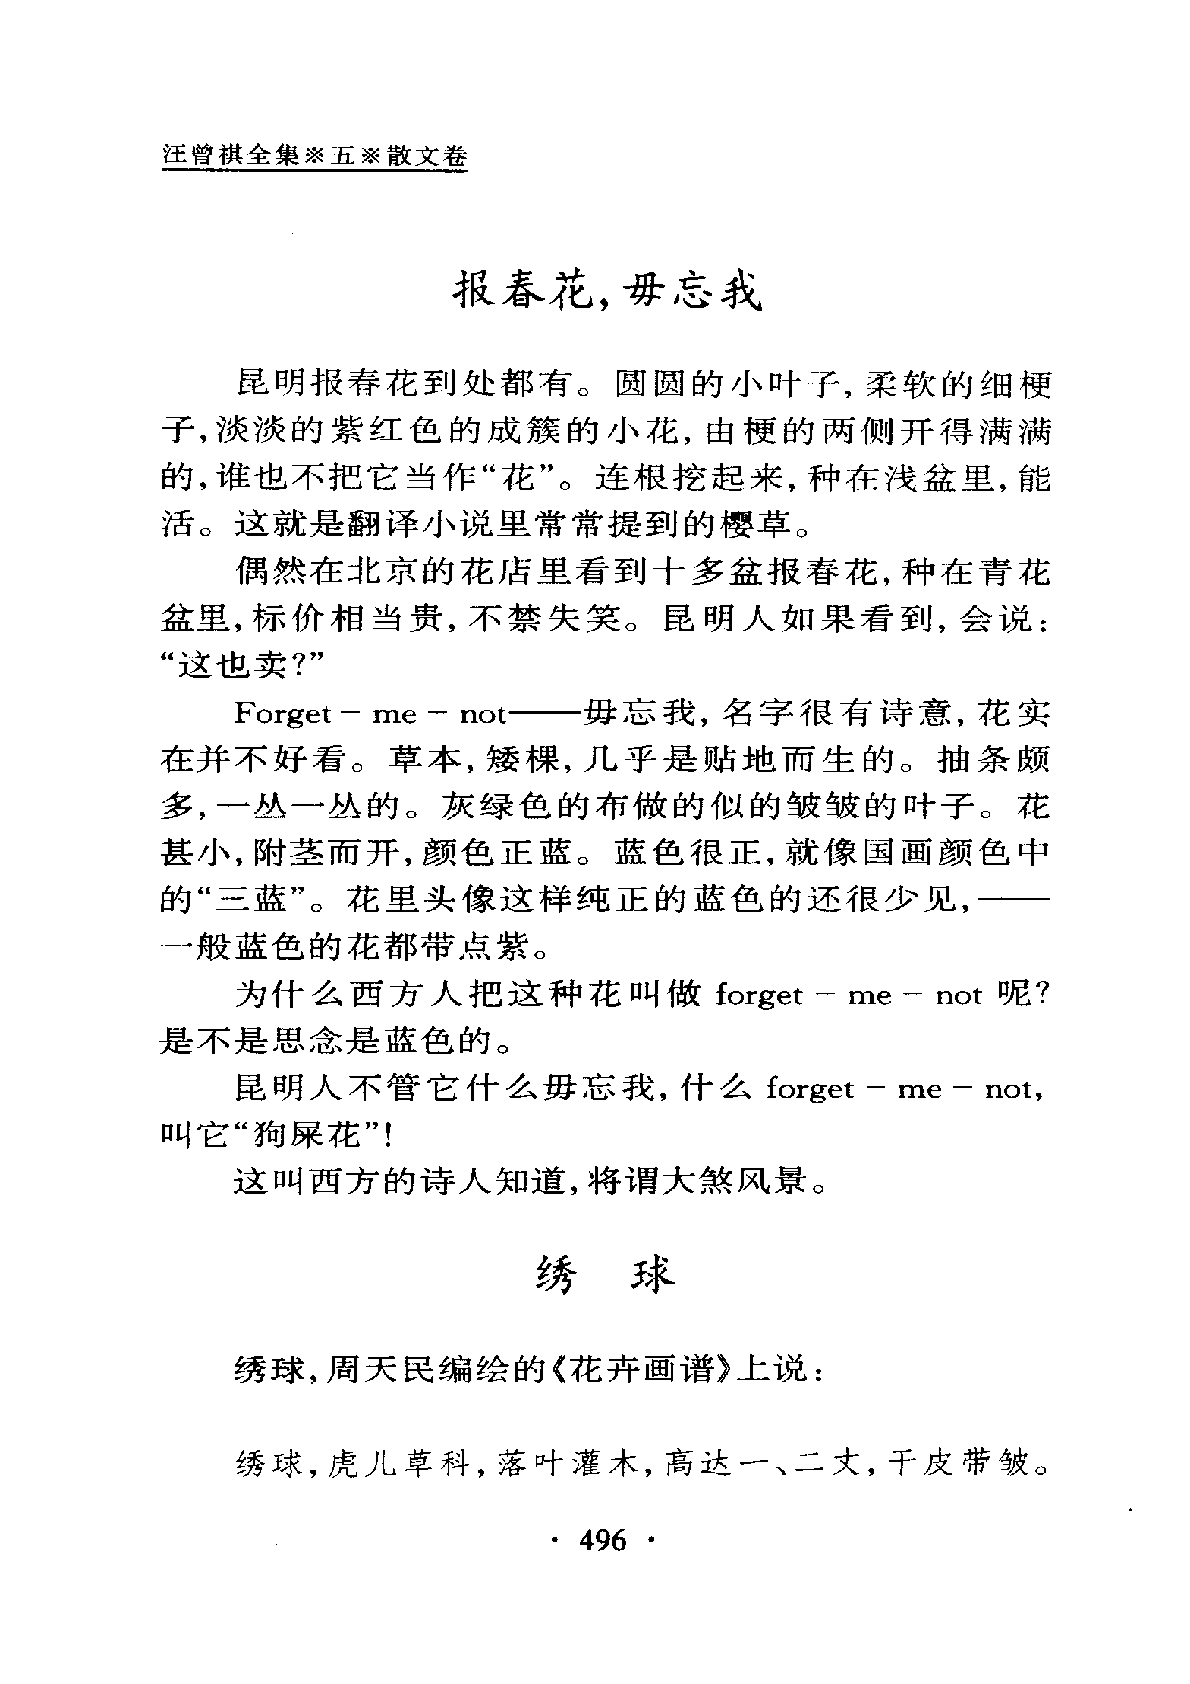 汪曾祺全集※五※散文卷
报春花,毋忘我
昆明报春花到处都有。圆圆的小叶子,柔软的细梗
子,淡淡的紫红色的成簇的小花,由梗的两侧开得满满
的,谁也不把它当作“花”。连根挖起来,种在浅盆里,能
活。这就是翻译小说里常常提到的樱草。
偶然在北京的花店里看到十多盆报春花,种在青花
盆里,标价相当贵,不禁失笑。昆明人如果看到,会说:
“这也卖?”
Forget－me－not——毋忘我,名字很有诗意,花实
在并不好看。草本,矮棵,几乎是贴地而生的。抽条颇
多,一丛一丛的。灰绿色的布做的似的皱皱的叶子。花
甚小,附茎而开,颜色正蓝。蓝色很正,就像国画颜色中
的“三蓝”。花里头像这样纯正的蓝色的还很少见,——
一般蓝色的花都带点紫。
为什么西方人把这种花叫做 forget－me－not 呢?
是不是思念是蓝色的。
昆明人不管它什么毋忘我,什么 forget－me－not,
叫它“狗屎花”!
这叫西方的诗人知道,将谓大煞风景。
绣 球
绣球,周天民编绘的《花卉画谱》上说:
绣球,虎儿草科,落叶灌木,高达一、二丈,干皮带皱。
· 496 ·